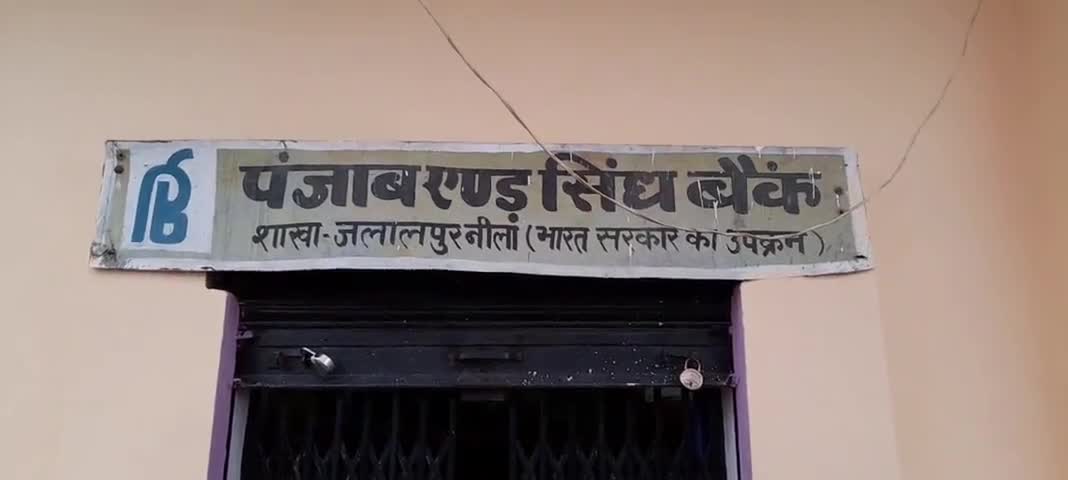 पंजाब एण्ड सिंध बैंक
शाखा-जलालपुर नीलां (भारत सरकार का उपक्रम)